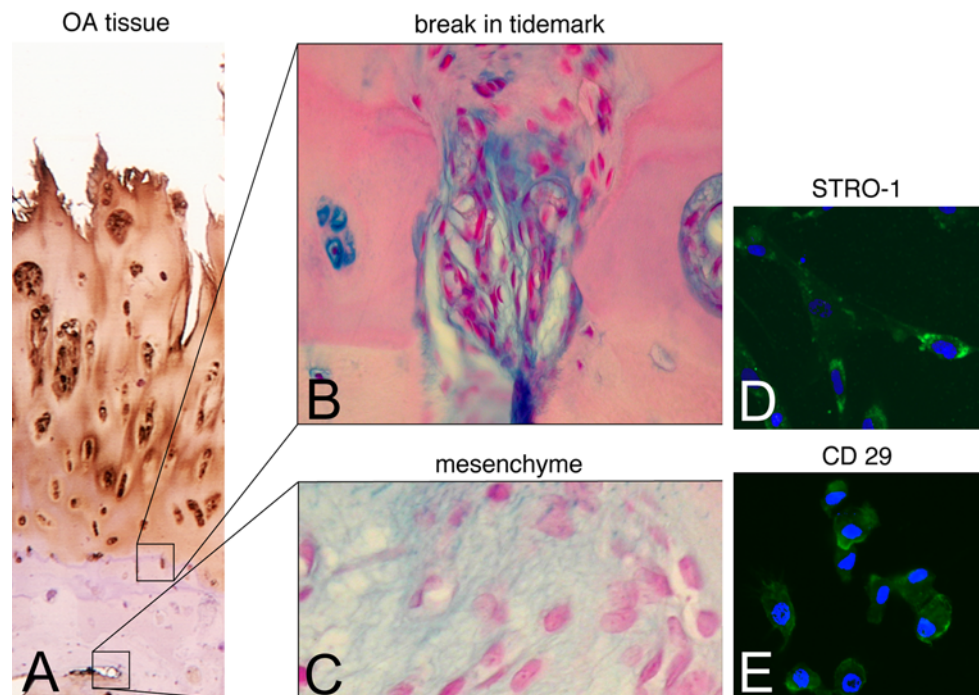 OA tissue
break in tidemark
STRO-1
B
D
mesenchyme
CD 29
A
C
E